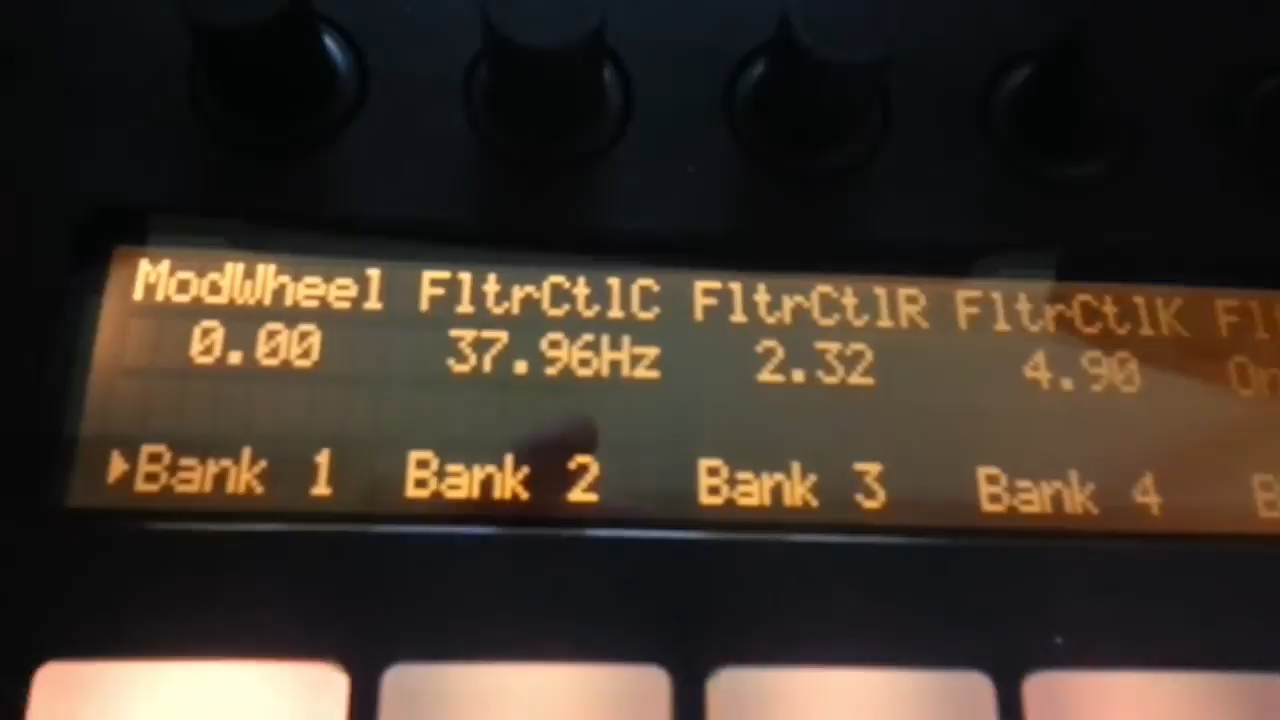 ModWheel FltrCtlC FltrCtlR FltrCtlK
0.00 37.96Hz 2.32 4.90
Bank 1 Bank 2 Bank 3 Bank 4